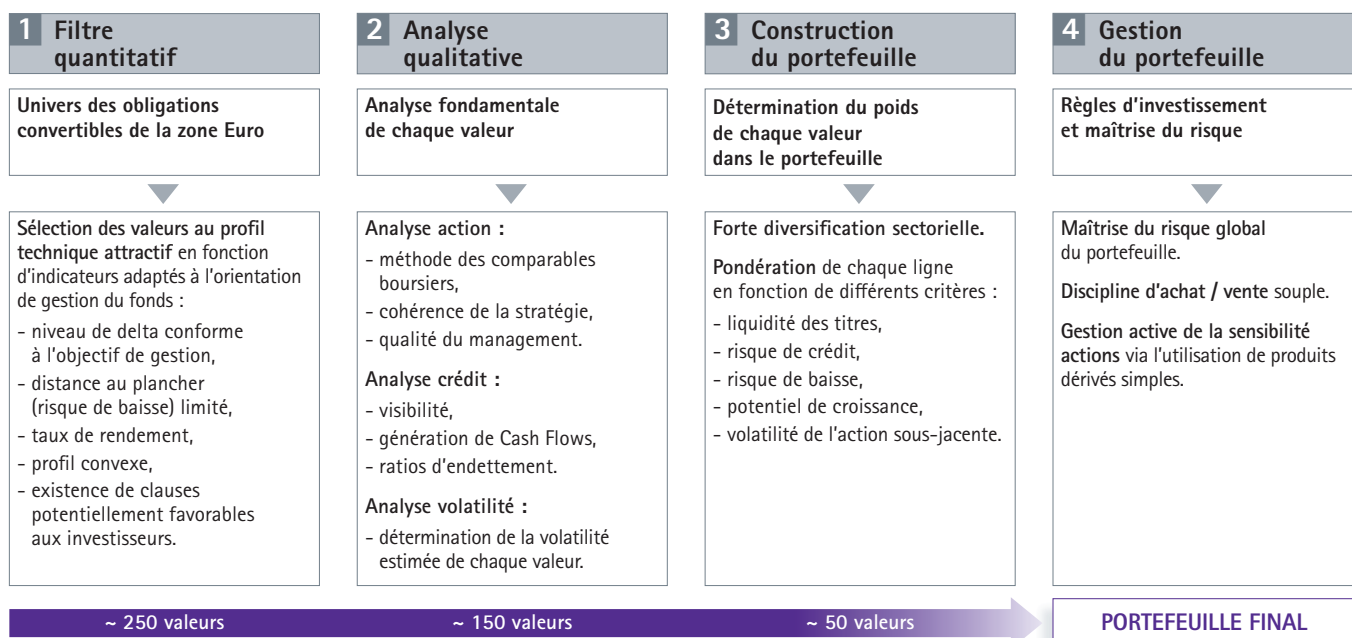 1 Filtre
quantitatif
Univers des obligations
convertibles de la zone Euro
Sélection des valeurs au profil
technique attractif en fonction
d'indicateurs adaptés à l'orientation
de gestion du fonds :
- niveau de delta conforme
à l'objectif de gestion,
- distance au plancher
(risque de baisse) limité,
- taux de rendement,
- profil convexe,
- existence de clauses
potentiellement favorables
aux investisseurs.
2 Analyse
qualitative
Analyse fondamentale
de chaque valeur
Analyse action :
- méthode des comparables
boursiers,
- cohérence de la stratégie,
- qualité du management.
Analyse crédit :
- visibilité,
- génération de Cash Flows,
- ratios d'endettement.
Analyse volatilité :
- détermination de la volatilité
estimée de chaque valeur.
3 Construction
du portefeuille
Détermination du poids
de chaque valeur
dans le portefeuille
Forte diversification sectorielle.
Pondération de chaque ligne
en fonction de différents critères :
- liquidité des titres,
- risque de crédit,
- risque de baisse,
- potentiel de croissance,
- volatilité de l'action sous-jacente.
4 Gestion
du portefeuille
Règles d'investissement
et maîtrise du risque
Maîtrise du risque global
du portefeuille.
Discipline d'achat / vente souple.
Gestion active de la sensibilité
actions via l'utilisation de produits
dérivés simples.
~ 250 valeurs
~ 150 valeurs
~ 50 valeurs
PORTEFEUILLE FINAL